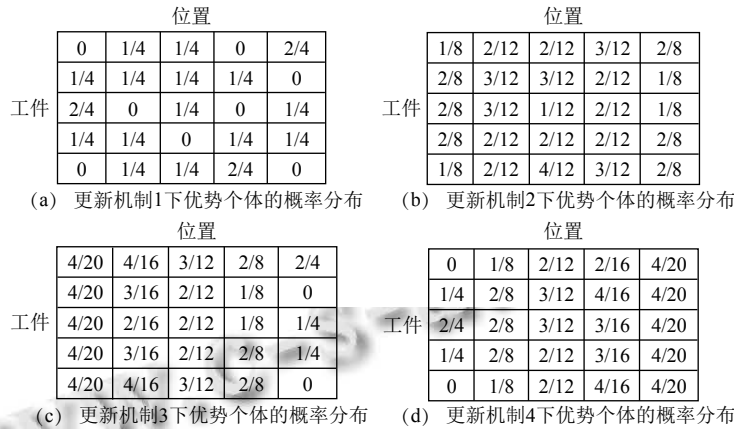 位置 位置
0 1/4 1/4 0 2/4 1/8 2/12 2/12 3/12 2/8
1/4 1/4 1/4 1/4 0 2/8 3/12 3/12 2/12 1/8
工件 2/4 0 1/4 0 1/4 工件 2/8 3/12 1/12 2/12 1/8
1/4 1/4 0 1/4 1/4 2/8 2/12 2/12 2/12 2/8
0 1/4 1/4 2/4 0 1/8 2/12 4/12 3/12 2/8
(a) 更新机制1下优势个体的概率分布 (b) 更新机制2下优势个体的概率分布
位置 位置
4/20 4/16 3/12 2/8 2/4 0 1/8 2/12 2/16 4/20
4/20 3/16 2/12 1/8 0 1/4 2/8 3/12 4/16 4/20
工件 4/20 2/16 2/12 1/8 1/4 工件 2/4 2/8 3/12 3/16 4/20
4/20 3/16 2/12 2/8 1/4 1/4 2/8 2/12 3/16 4/20
4/20 4/16 3/12 2/8 0 0 1/8 2/12 4/16 4/20
(c) 更新机制3下优势个体的概率分布 (d) 更新机制4下优势个体的概率分布